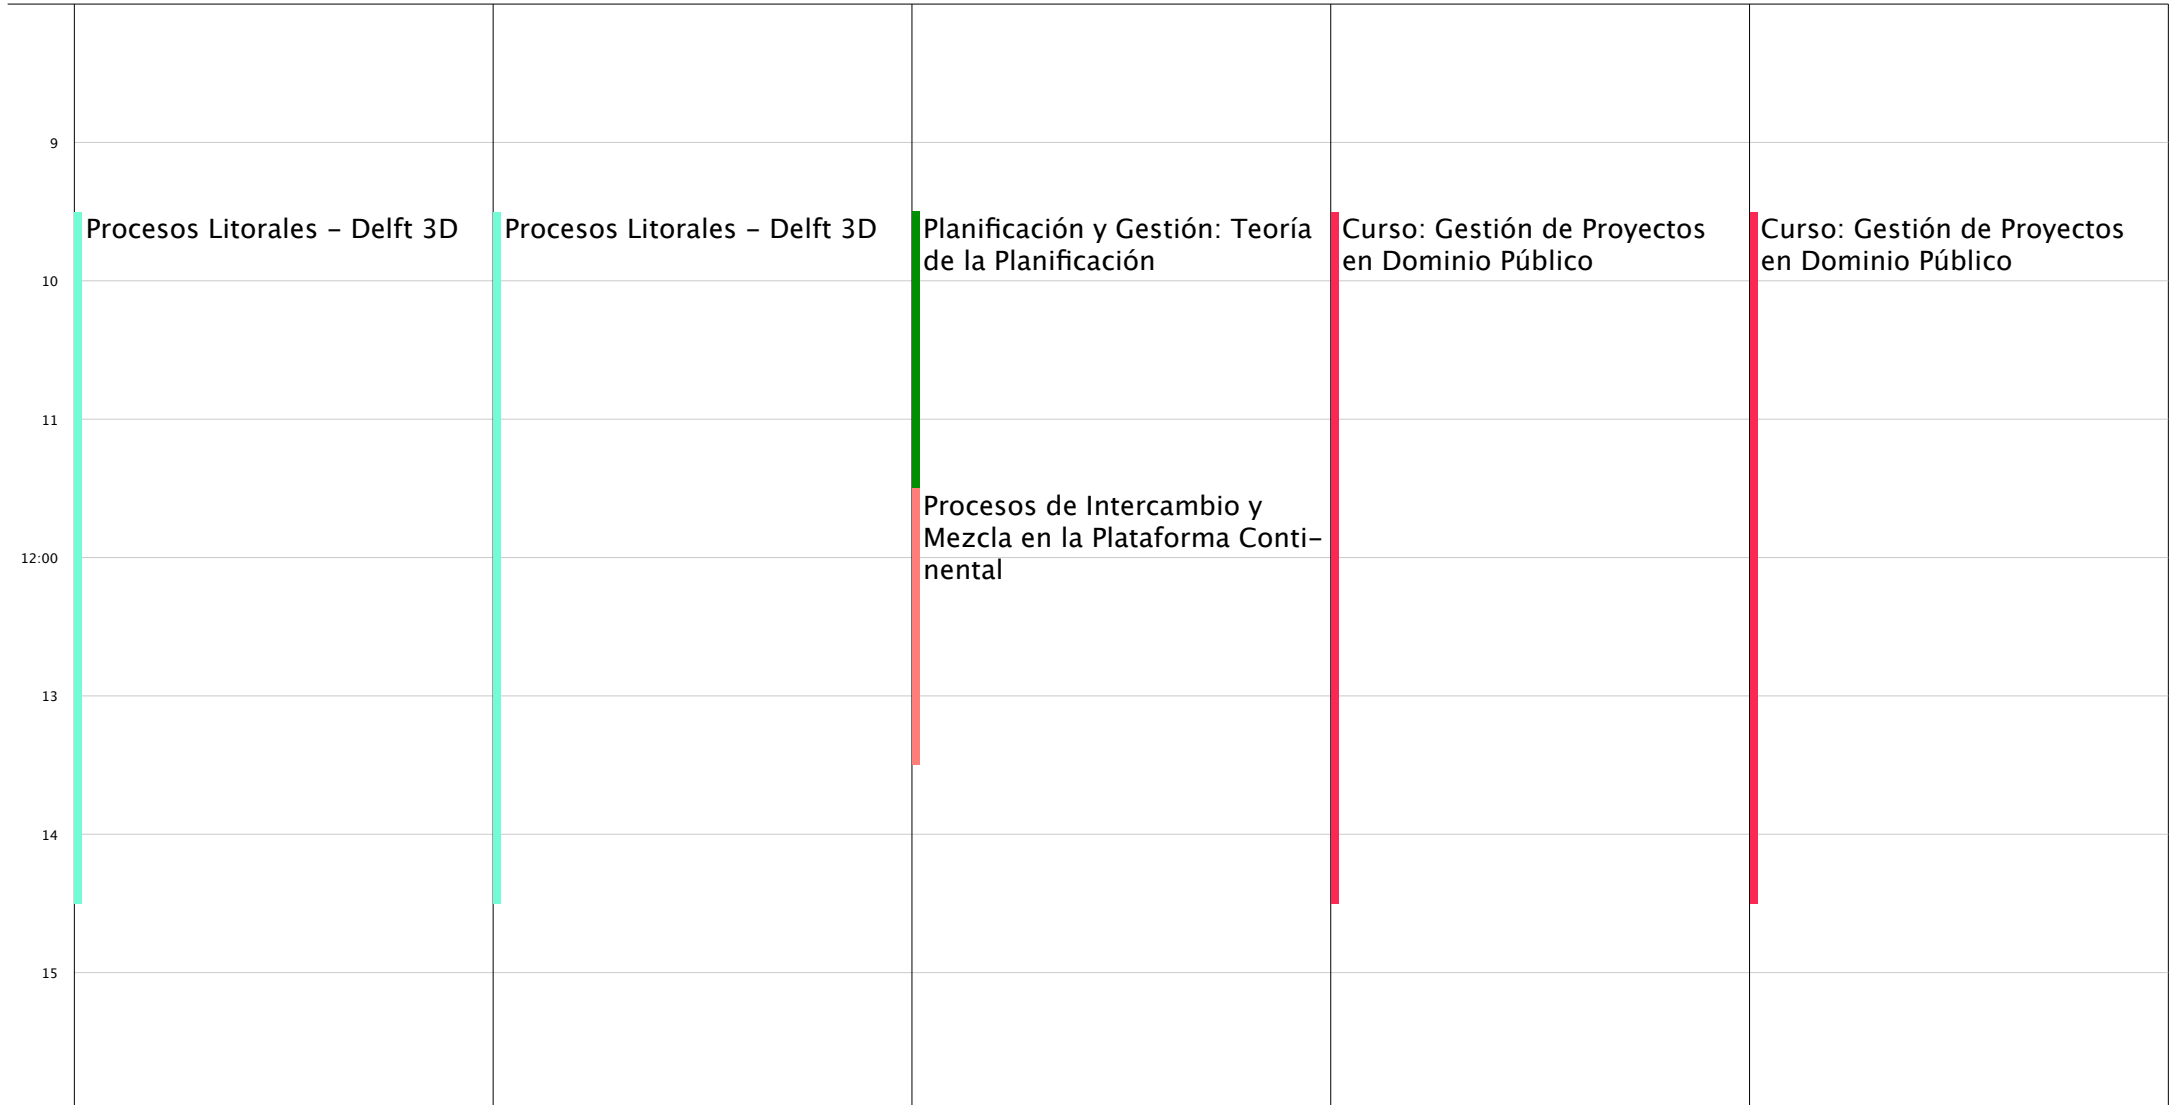 9
Procesos Litorales – Delft 3D
Procesos Litorales – Delft 3D
Planificación y Gestión: Teoría
de la Planificación
Curso: Gestión de Proyectos
en Dominio Público
Curso: Gestión de Proyectos
en Dominio Público
10
11
Procesos de Intercambio y
Mezcla en la Plataforma Conti–
nental
12:00
13
14
15